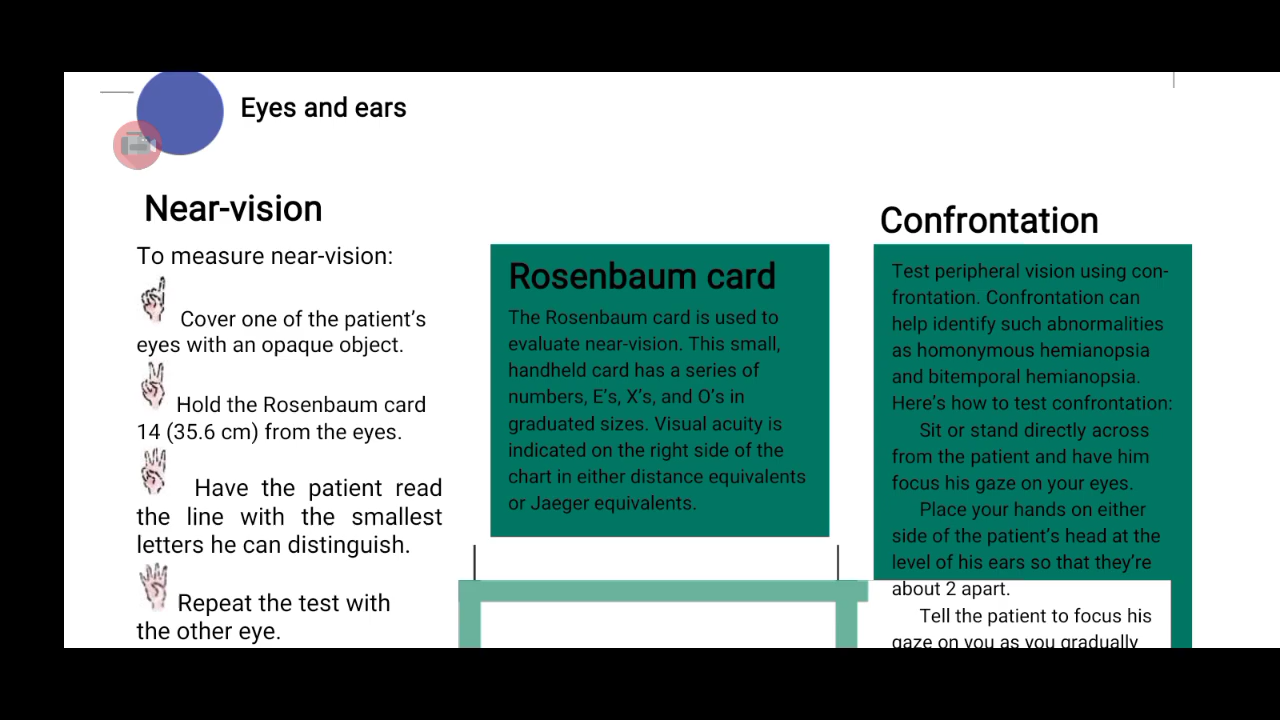 Eyes and ears
Near-vision
To measure near-vision:
Cover one of the patient’s
eyes with an opaque object.
Hold the Rosenbaum card
14 (35.6 cm) from the eyes.
Have the patient read
the line with the smallest
letters he can distinguish.
Repeat the test with
the other eye.
Rosenbaum card
The Rosenbaum card is used to
evaluate near-vision. This small,
handheld card has a series of
numbers, E’s, X’s, and O’s in
graduated sizes. Visual acuity is
indicated on the right side of the
chart in either distance equivalents
or Jaeger equivalents.
Confrontation
Test peripheral vision using con-
frontation. Confrontation can
help identify such abnormalities
as homonymous hemianopsia
and bitemporal hemianopsia.
Here’s how to test confrontation:
Sit or stand directly across
from the patient and have him
focus his gaze on your eyes.
Place your hands on either
side of the patient’s head at the
level of his ears so that they’re
about 2 apart.
Tell the patient to focus his
gaze on you as you gradually